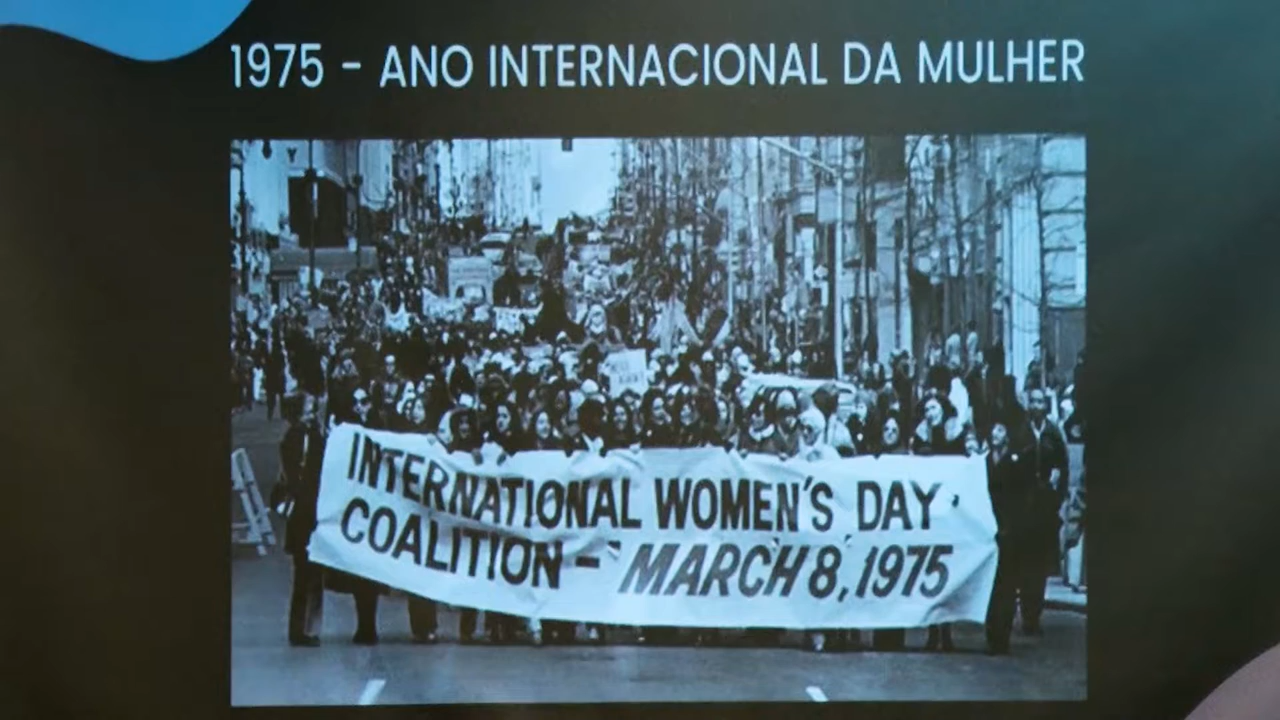 1975 - ANO INTERNACIONAL DA MULHER
INTERNATIONAL WOMEN'S DAY
COALITION - MARCH 8, 1975